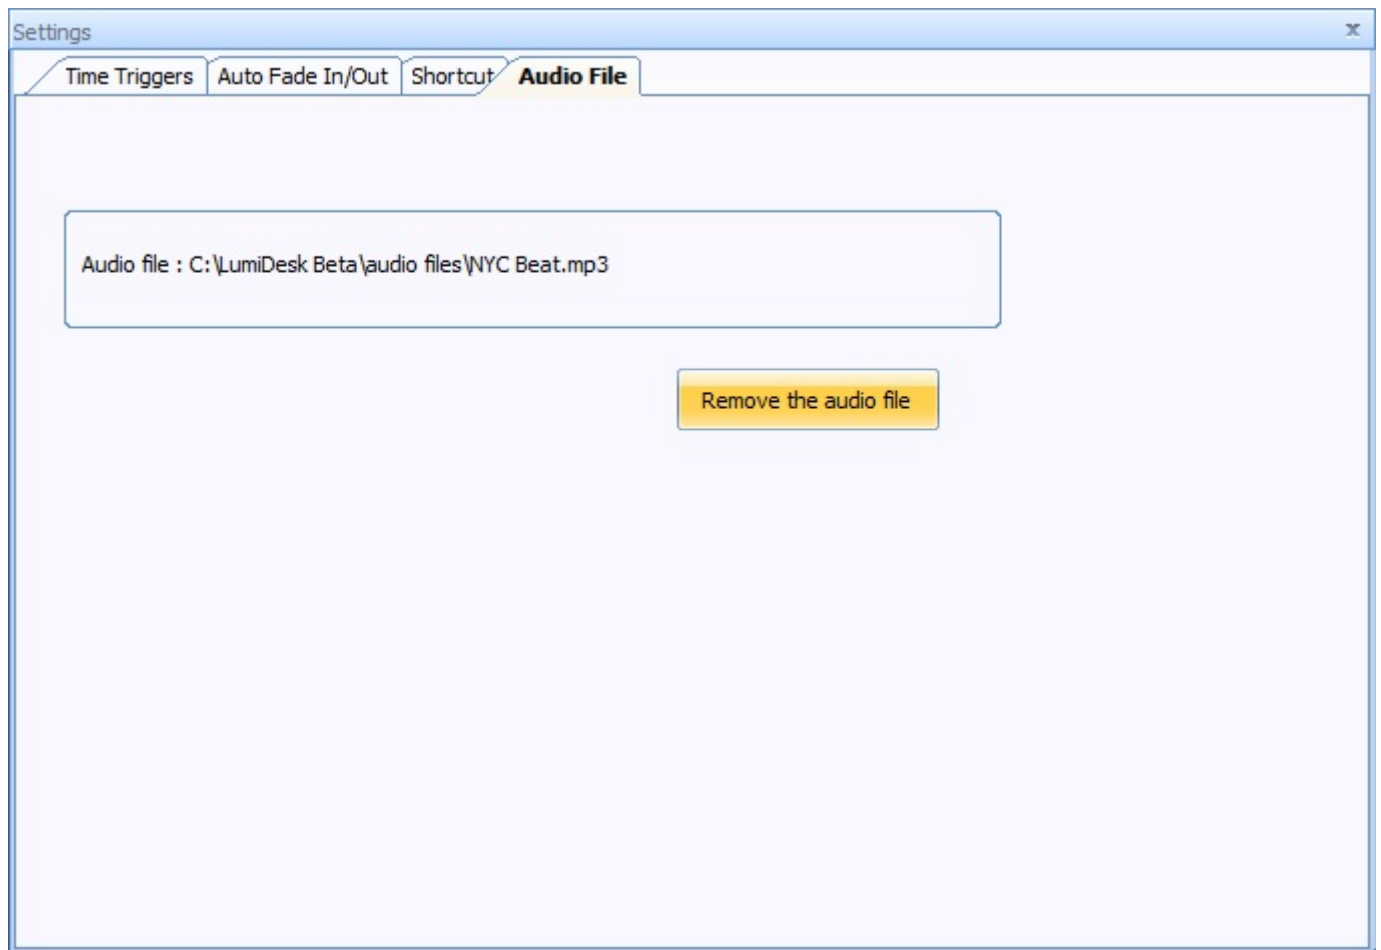 Settings
x
Time Triggers Auto Fade In/Out Shortcut Audio File
Audio file : C:\LumiDesk Beta\audio files\NYC Beat.mp3
Remove the audio file